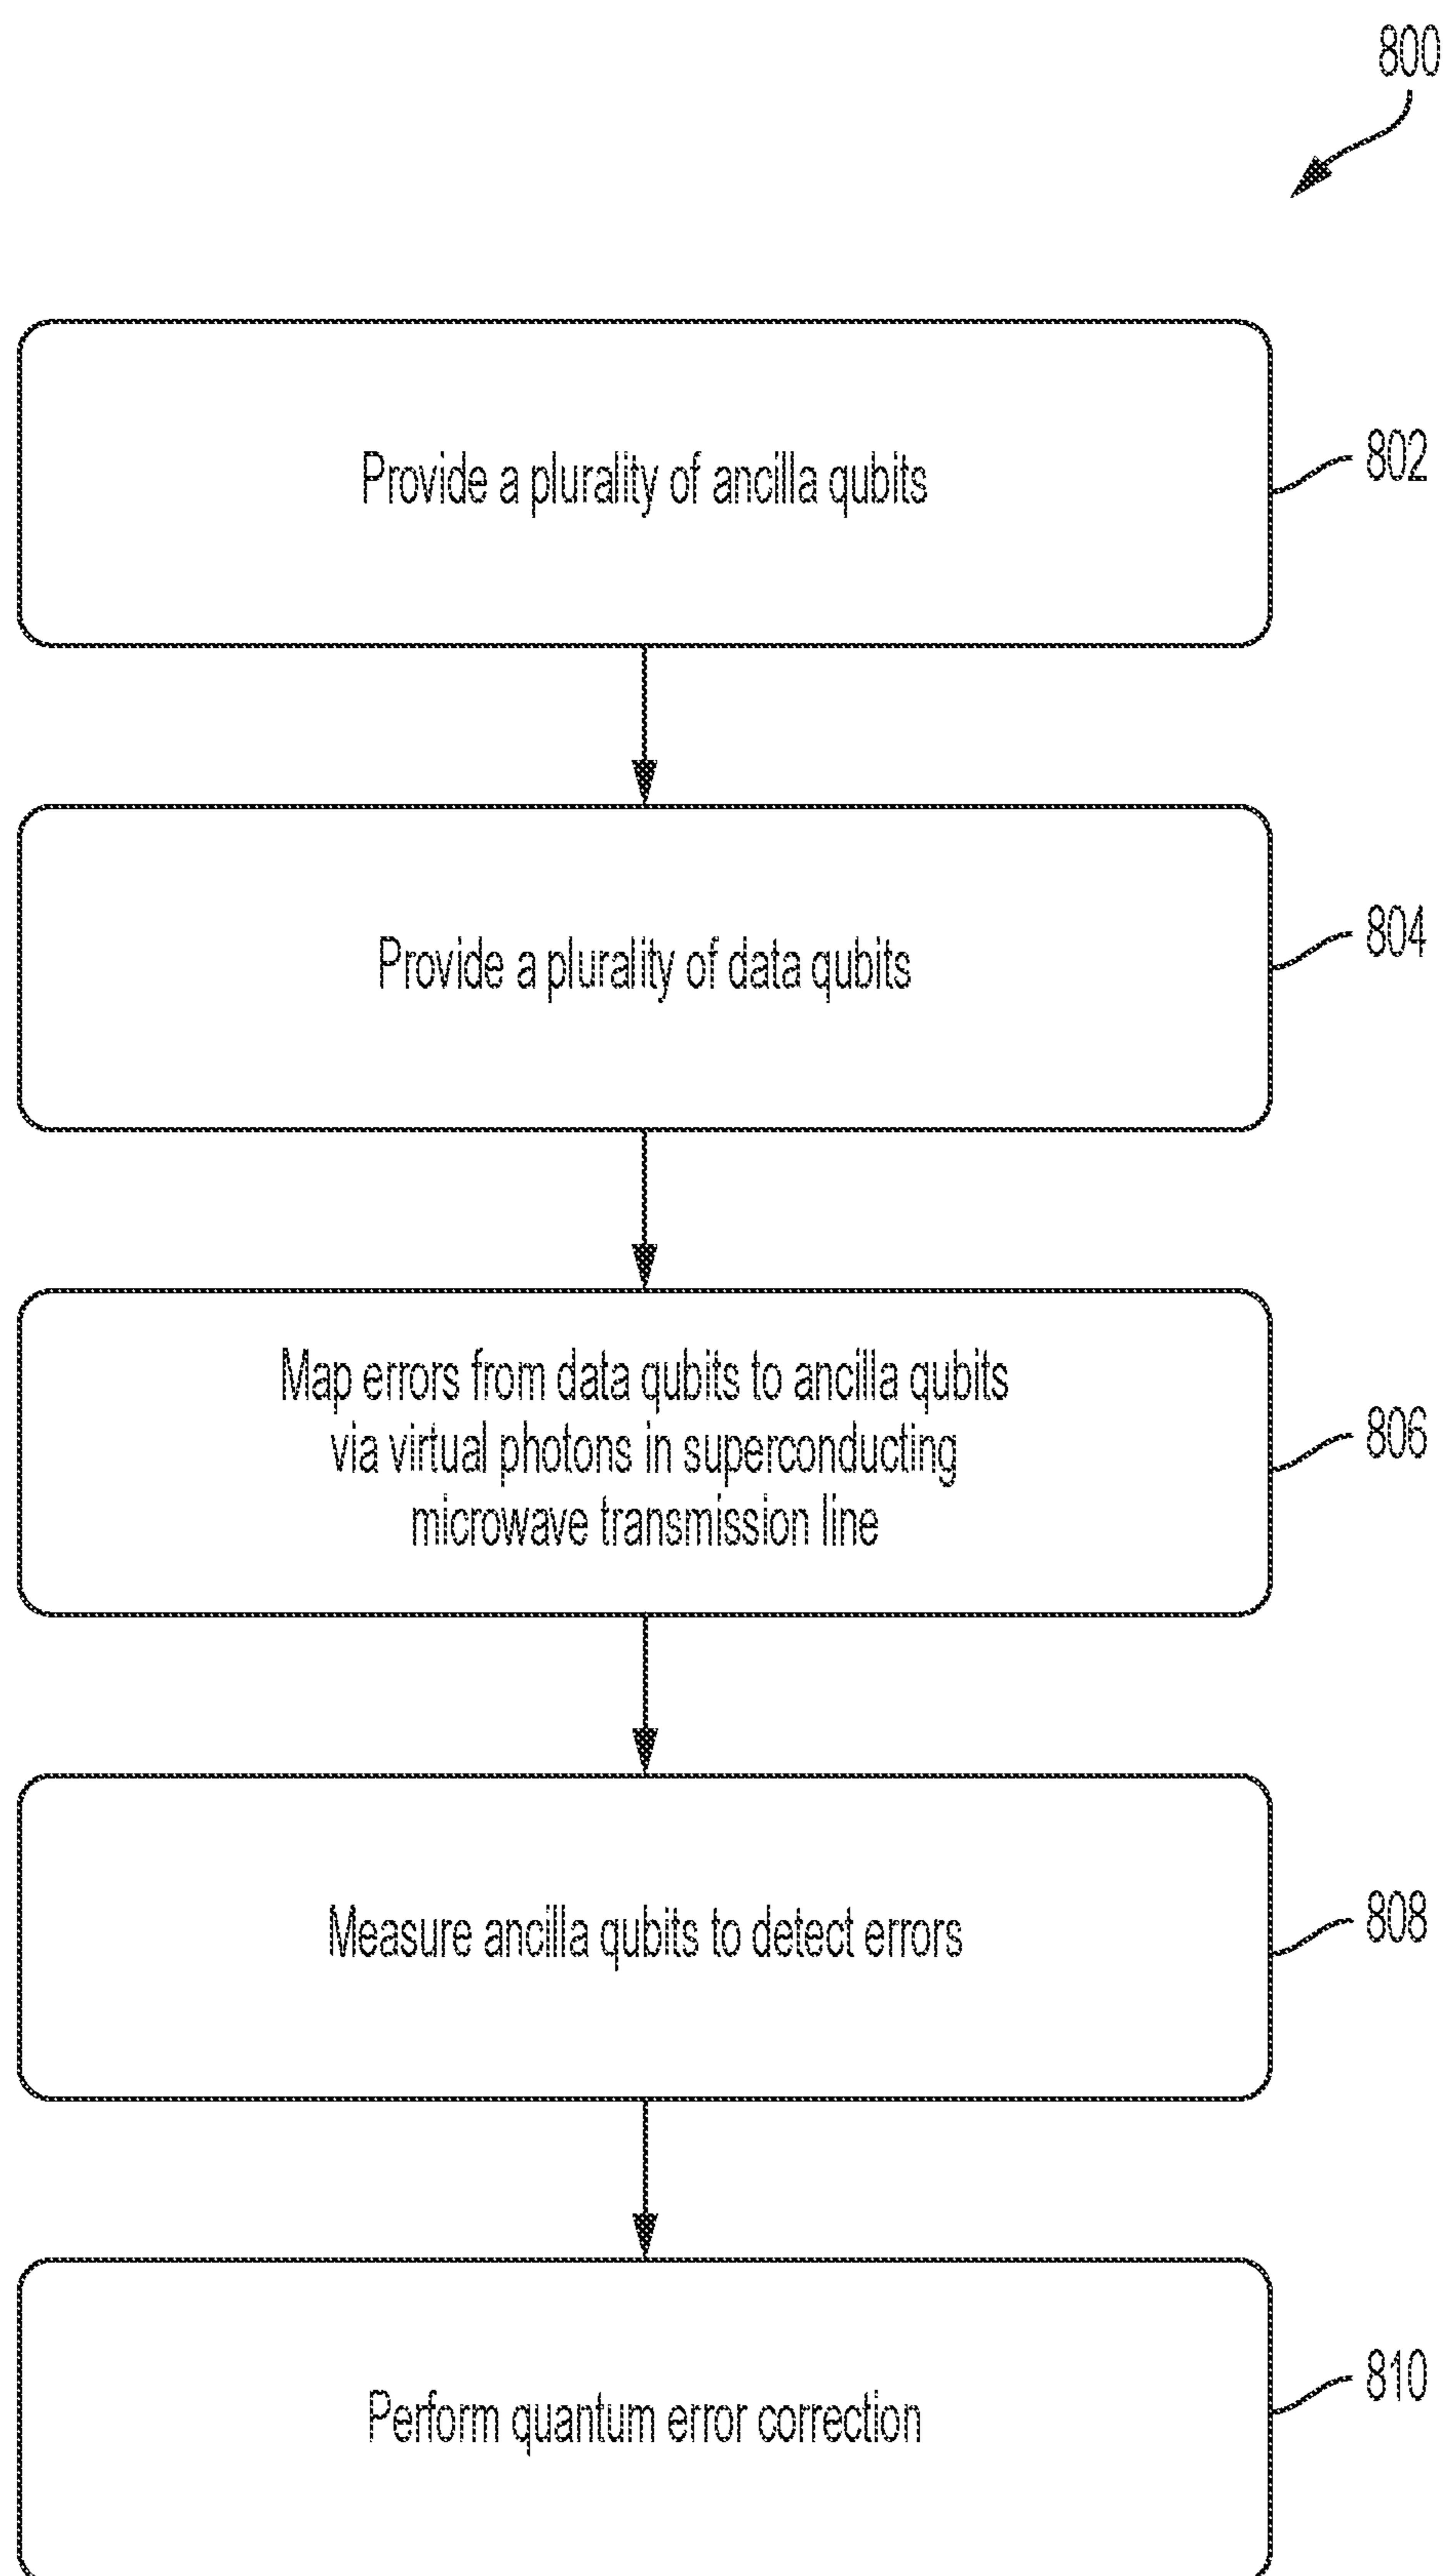 800
Provide a plurality of ancilla qubits
802
Provide a plurality of data qubits
804
Map errors from data qubits to ancilla qubits
via virtual photons in superconducting
microwave transmission line
806
Measure ancilla qubits to detect errors
808
Perform quantum error correction
810